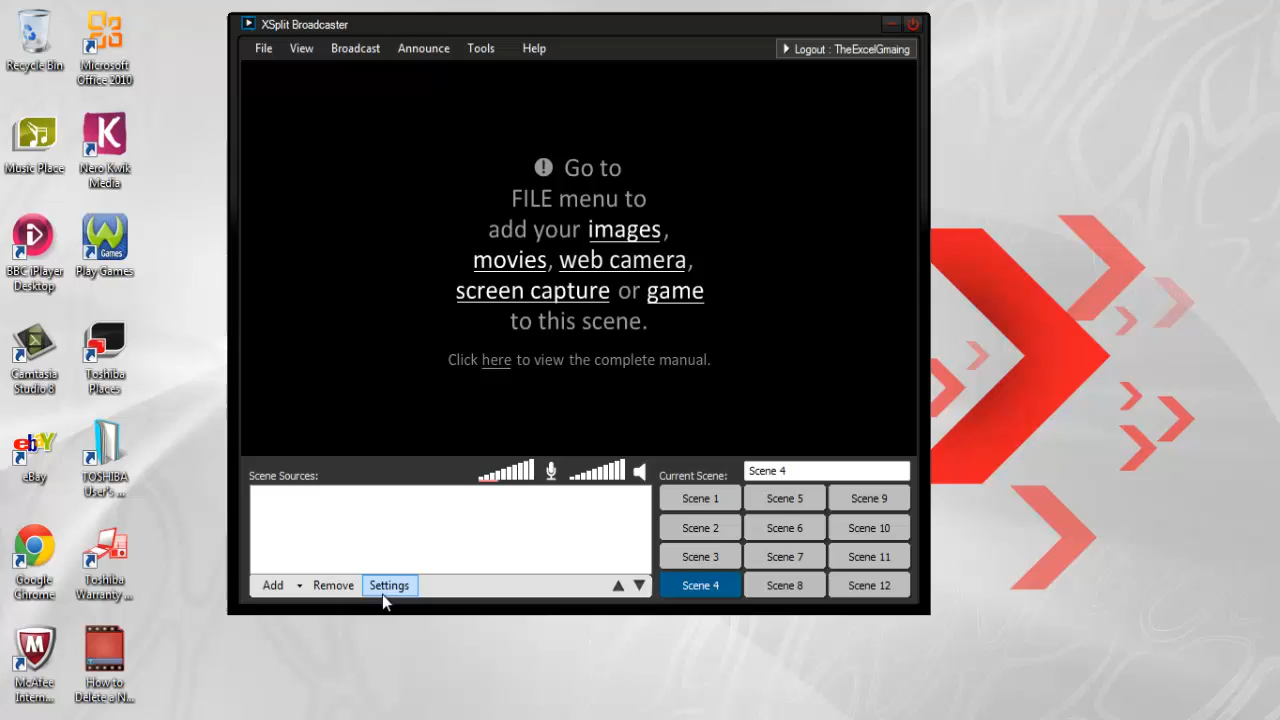 XSplit Broadcaster
File View Broadcast Announce Tools Help Logout : TheExcelGmaing
Go to
FILE menu to
add your images,
movies, web camera,
screen capture or game
to this scene.
Click here to view the complete manual.
Scene Sources:
Current Scene: Scene 4
Scene 1 Scene 5 Scene 9
Scene 2 Scene 6 Scene 10
Scene 3 Scene 7 Scene 11
Scene 4 Scene 8 Scene 12
Add Remove Settings
Recycle Bin
Microsoft
Office 2010
Music Place
Nero Kwik
Media
BBC iPlayer
Desktop
Games
Play Games
Camtasia
Studio 8
Toshiba
Places
ebY
eBay
TOSHIBA
User's ...
Google
Chrome
Toshiba
Warranty ...
McAfee
Intern...
How to
Delete a N...